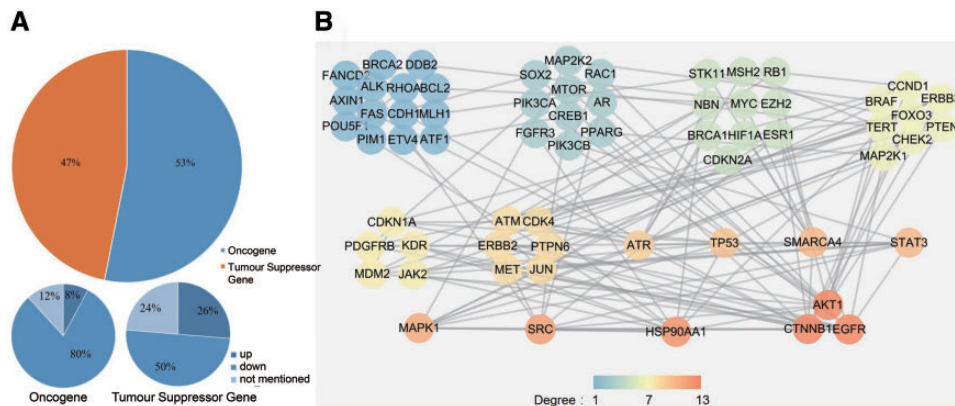 A
47%
53%
Oncogene
Tumour Suppressor
Gene
12%
8%
80%
24%
26%
50%
up
down
not mentioned
Oncogene
Tumour Suppressor Gene
B
BRCA2 DDB2
FANCD2
ALK RHOA BCL2
AXIN1
FAS CDH1 MLH1
POU5F1
PIM1 ETV4 ATF1
MAP2K2
SOX2 RAC1
MTOR
PIK3CA AR
CREB1
FGFR3 PPARG
PIK3CB
STK11 MSH2 RB1
NBN MYC EZH2
BRCA1 HIF1A ESR1
CDKN2A
CCND1
BRAF ERBB3
FOXO3
TERT PTEN
CHEK2
MAP2K1
CDKN1A
PDGFRB KDR
MDM2 JAK2
ATM CDK4
ERBB2 PTPN6
MET JUN
ATR
TP53
SMARCA4
STAT3
AKT1
MAPK1
SRC
HSP90AA1
CTNNB1 EGFR
Degree : 1 7 13